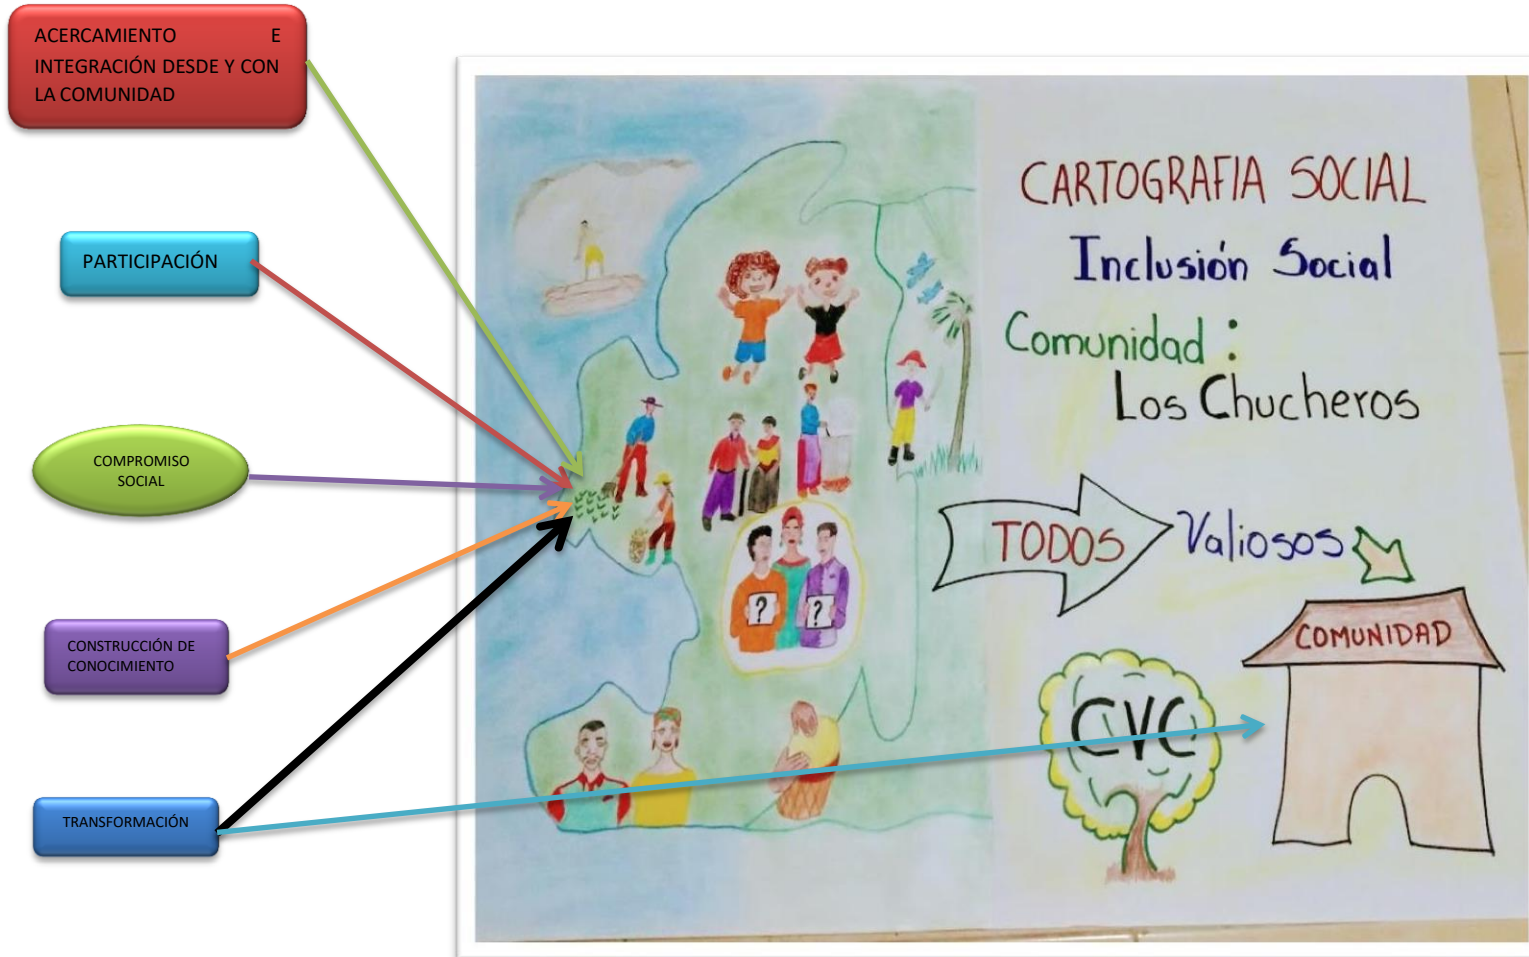 ACERCAMIENTO E
INTEGRACIÓN DESDE Y CON
LA COMUNIDAD
PARTICIPACIÓN
COMPROMISO
SOCIAL
CONSTRUCCIÓN DE
CONOCIMIENTO
TRANSFORMACIÓN
CARTOGRAFIA SOCIAL
Inclusión Social
Comunidad :
Los Chucheros
TODOS
Valiosos
COMUNIDAD
CVC
?
?